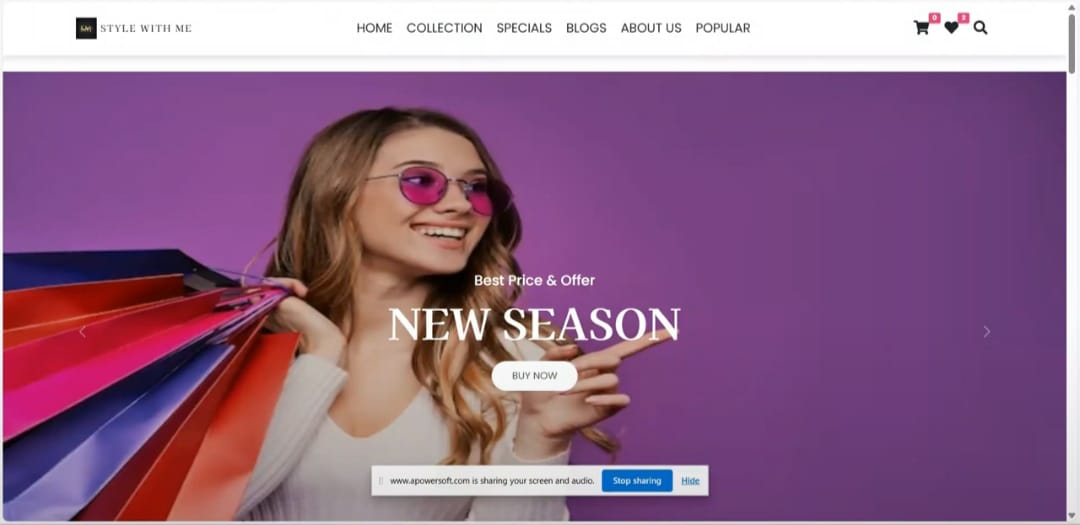 STYLE WITH ME
HOME COLLECTION SPECIALS BLOGS ABOUT US POPULAR
0
Best Price & Offer
NEW SEASON
BUY NOW
www.apowersoft.com is sharing your screen and audio. Stop sharing Hide